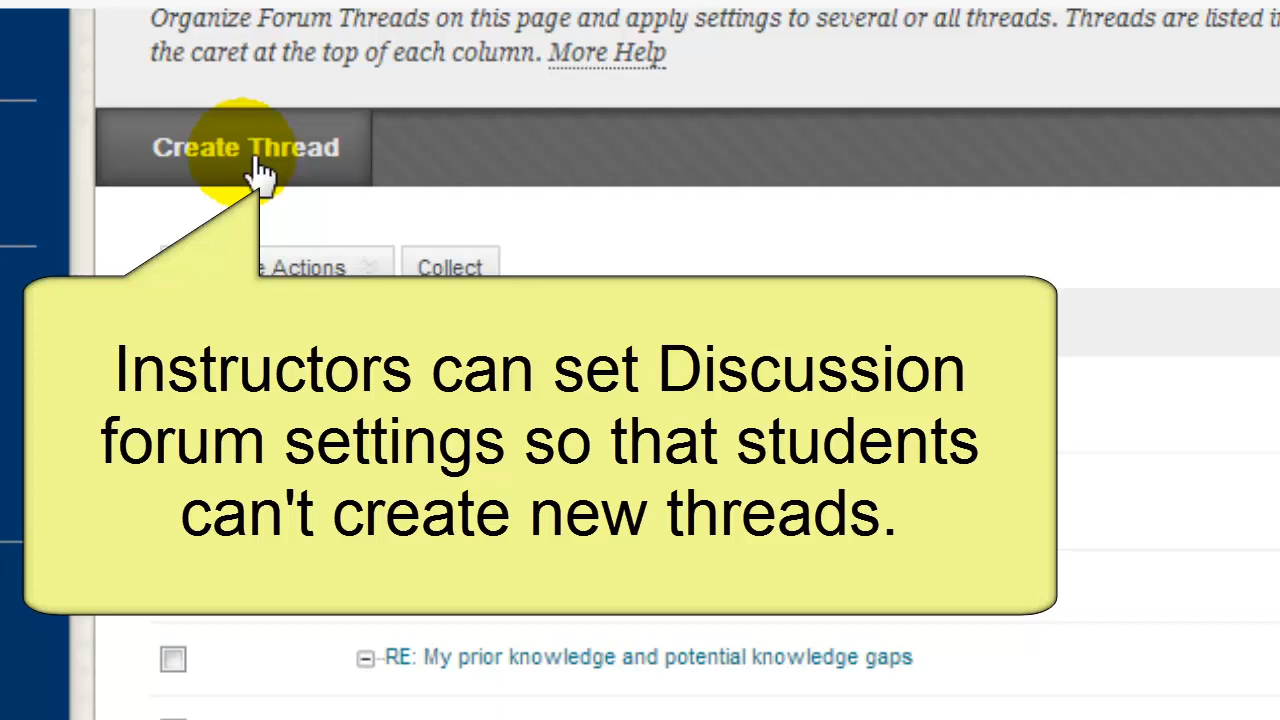 Organize Forum Threads on this page and apply settings to several or all threads. Threads are listed
the caret at the top of each column. More Help
Create Thread
Actions
Collect
Instructors can set Discussion
forum settings so that students
can't create new threads.
RE: My prior knowledge and potential knowledge gaps